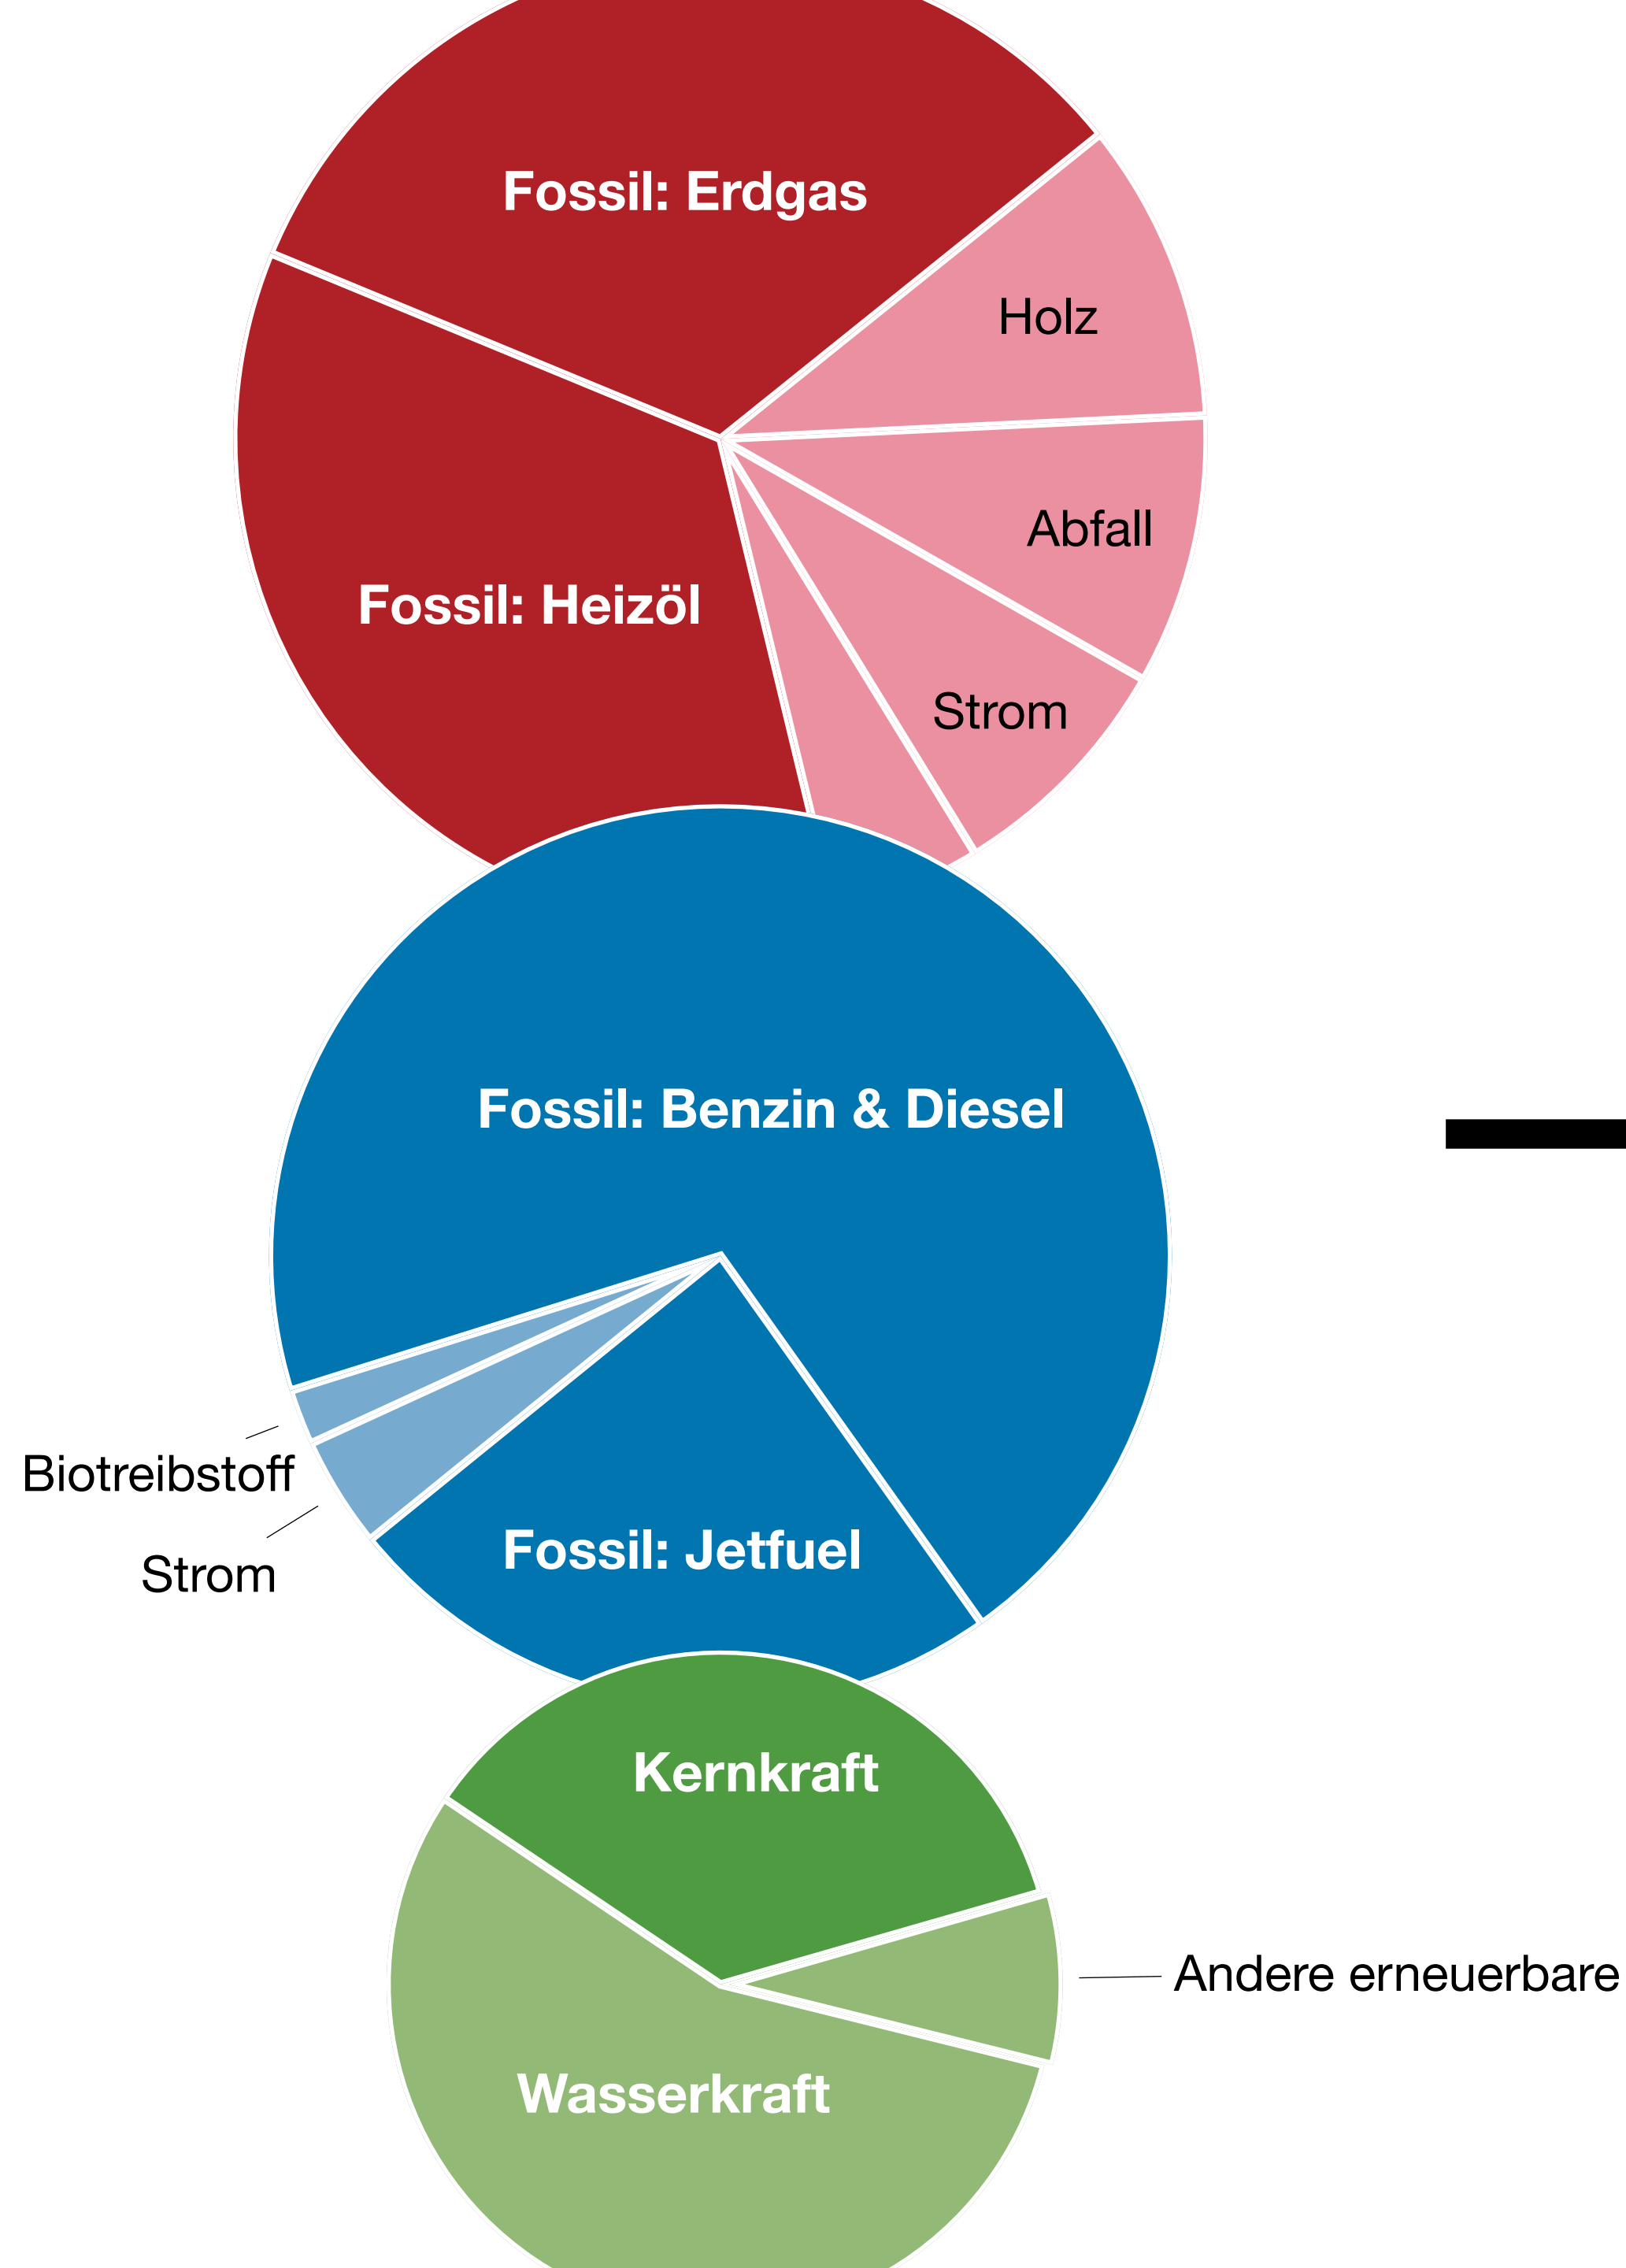 Fossil: Erdgas
Holz
Abfall
Fossil: Heizöl
Strom
Fossil: Benzin & Diesel
Biotreibstoff
Fossil: Jetfuel
Strom
Kernkraft
Andere erneuerbare
Wasserkraft